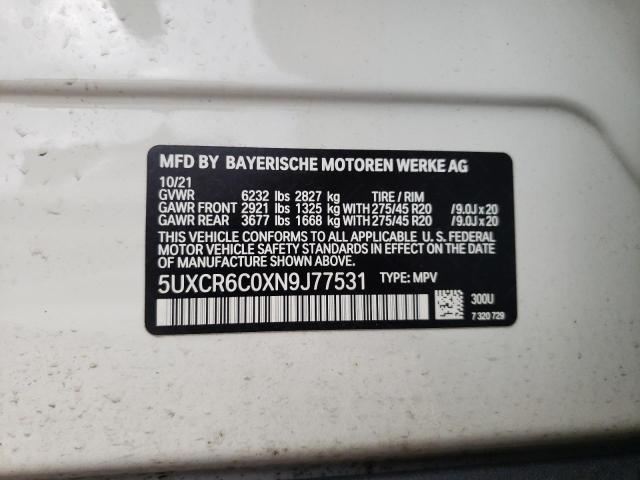 MFD BY BAYERISCHE MOTOREN WERKE AG
10/21
GVWR 6232 lbs 2827 kg TIRE / RIM
GAWR FRONT 2921 lbs 1325 kg WITH 275/45 R20 /9.0J x 20
GAWR REAR 3677 lbs 1668 kg WITH 275/45 R20 /9.0J x 20
THIS VEHICLE CONFORMS TO ALL APPLICABLE U.S. FEDERAL
MOTOR VEHICLE SAFETY STANDARDS IN EFFECT ON THE DATE
OF MANUFACTURE SHOWN ABOVE.
5UXCR6C0XN9J77531 TYPE: MPV
300U
7 320 729